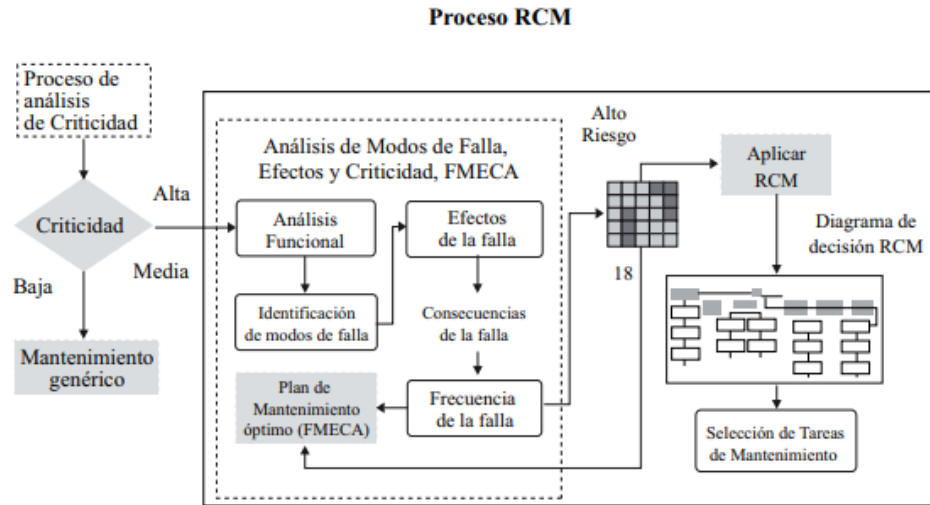 Proceso RCM
Proceso de
análisis
de Criticidad
Criticidad
Alta
Media
Baja
Mantenimiento
genérico
Análisis de Modos de Falla,
Efectos y Criticidad, FMECA
Análisis
Funcional
Identificación
de modos de falla
Efectos
de la falla
Consecuencias
de la falla
Frecuencia
de la falla
Plan de
Mantenimiento
óptimo (FMECA)
Alto
Riesgo
18
Aplicar
RCM
Diagrama de
decisión RCM
Selección de Tareas
de Mantenimiento